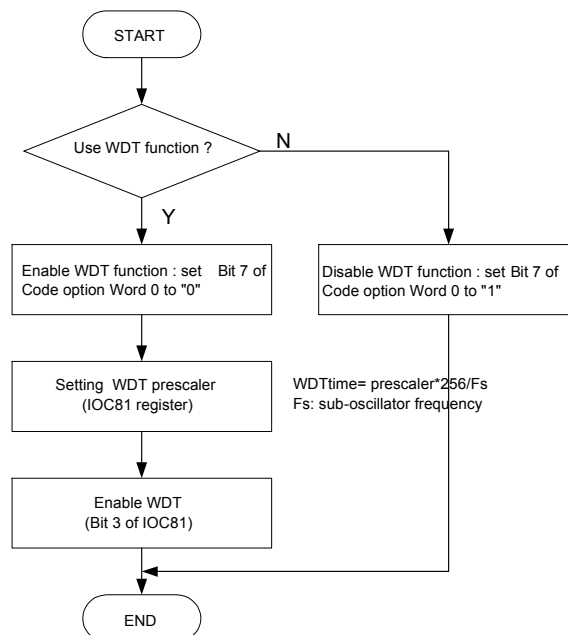 START
Use WDT function ?
N
Y
Enable WDT function : set Bit 7 of
Code option Word 0 to "0"
Disable WDT function : set Bit 7 of
Code option Word 0 to "1"
Setting WDT prescaler
(IOC81 register)
WDTtime= prescaler*256/Fs
Fs: sub-oscillator frequency
Enable WDT
(Bit 3 of IOC81)
END